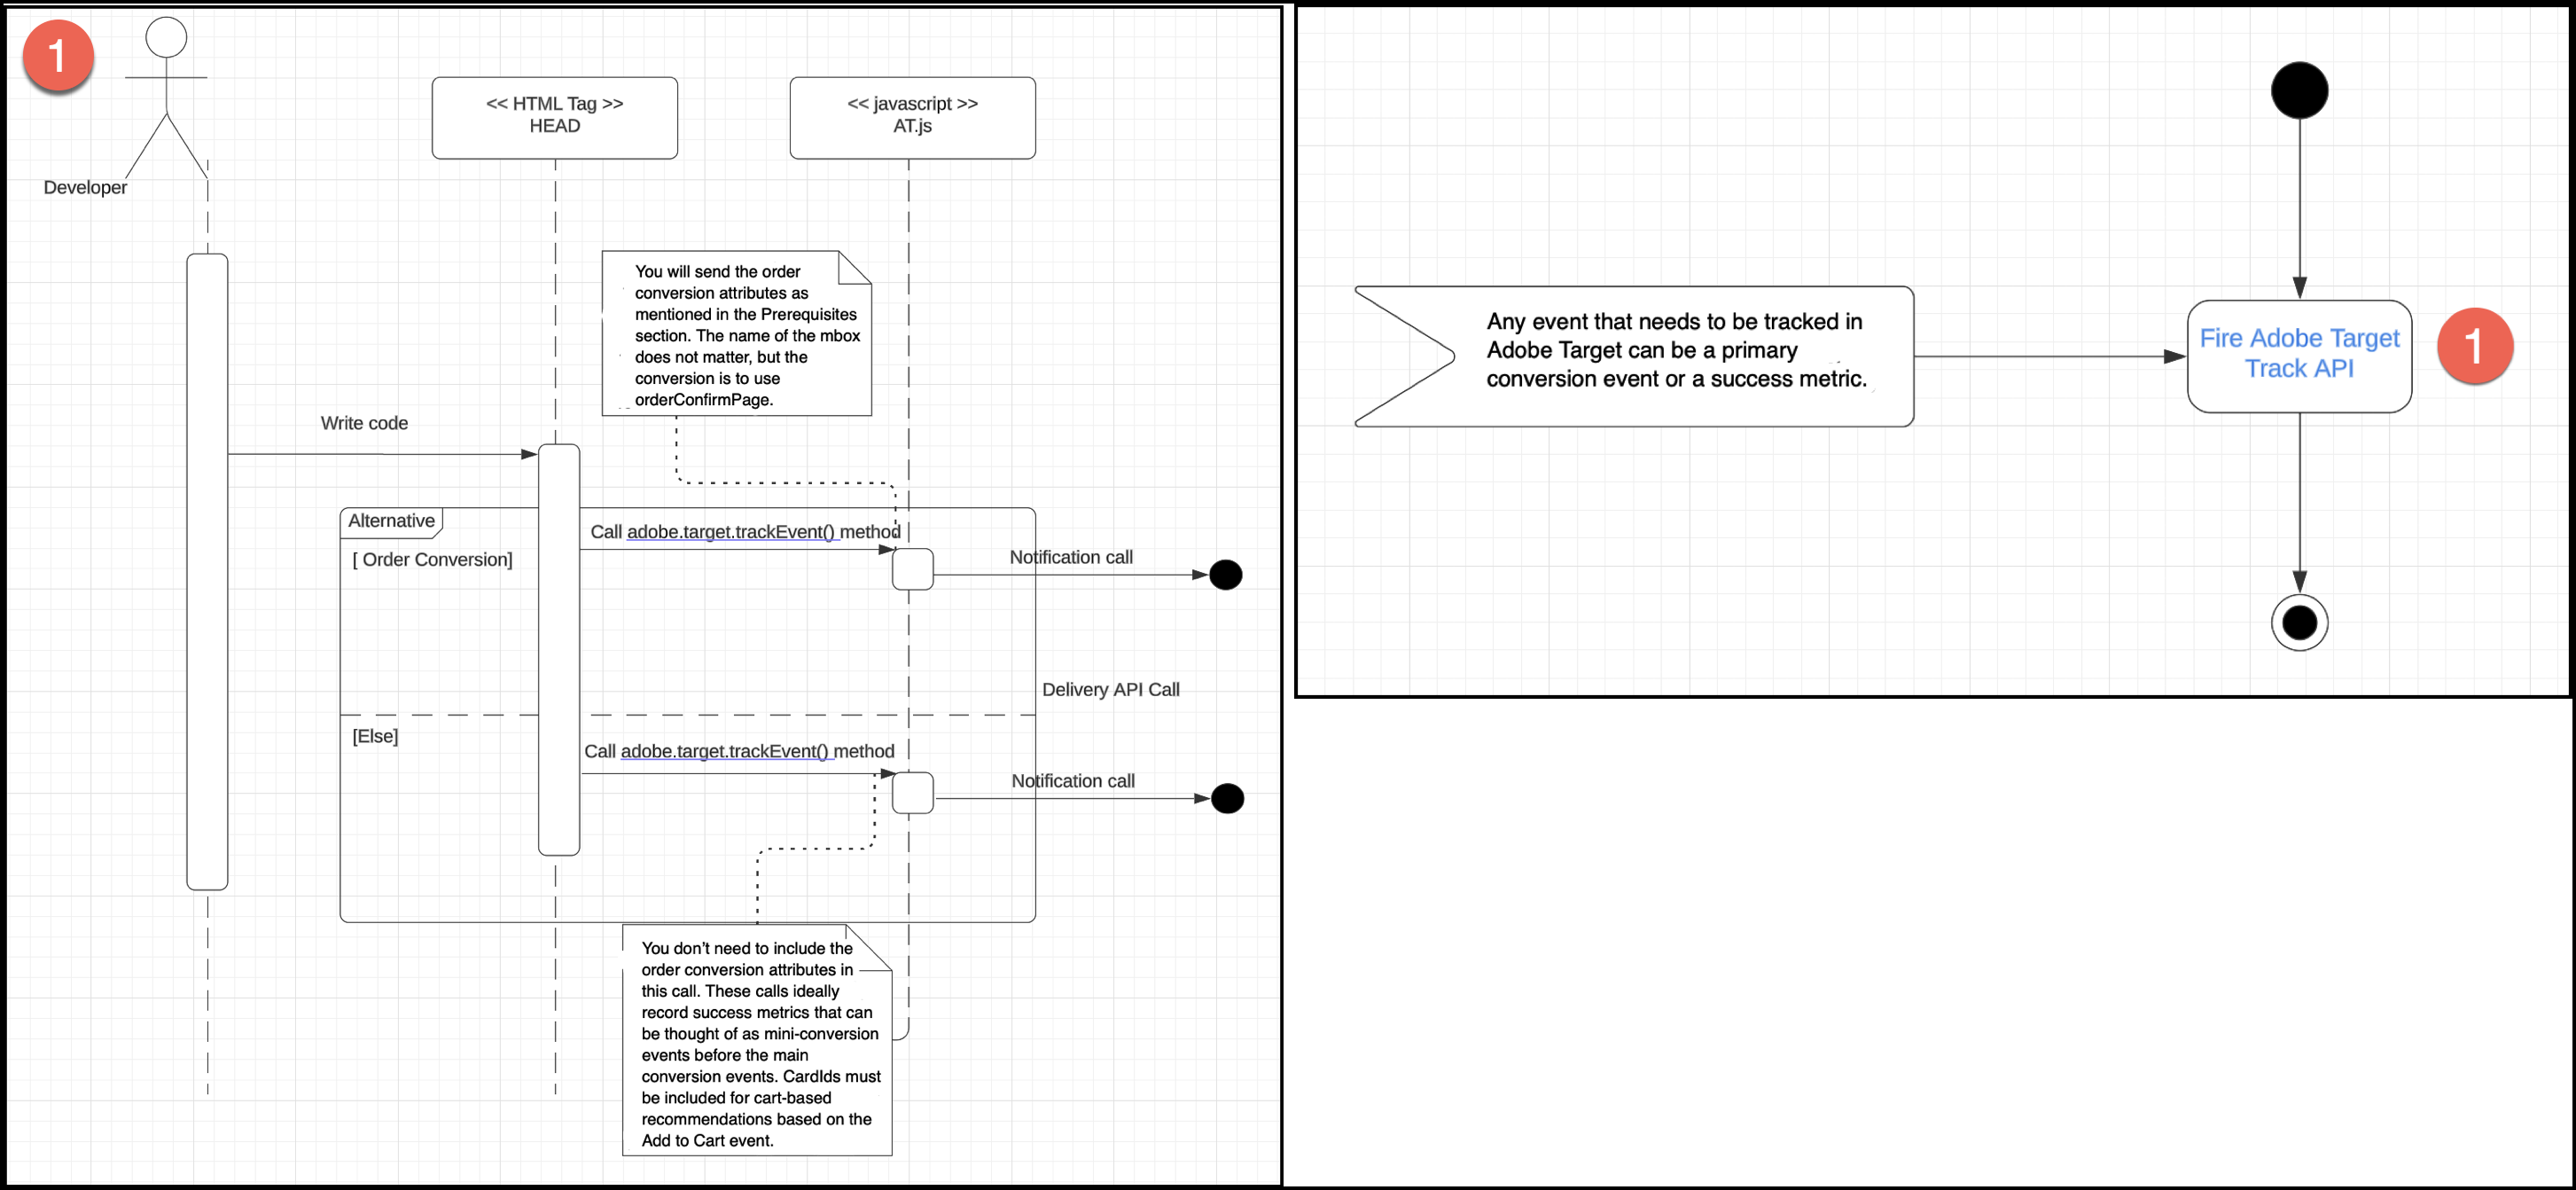 1
<< HTML Tag >>
HEAD
<< javascript >>
AT.js
Developer
You will send the order
conversion attributes as
mentioned in the Prerequisites
section. The name of the mbox
does not matter, but the
conversion is to use
orderConfirmPage.
Write code
Alternative
[ Order Conversion]
Call adobe.target.trackEvent() method
Notification call
Delivery API Call
[Else]
Call adobe.target.trackEvent() method
Notification call
You don’t need to include the
order conversion attributes in
this call. These calls ideally
record success metrics that can
be thought of as mini-conversion
events before the main
conversion events. CardIds must
be included for cart-based
recommendations based on the
Add to Cart event.
Any event that needs to be tracked in
Adobe Target can be a primary
conversion event or a success metric.
Fire Adobe Target
Track API
1